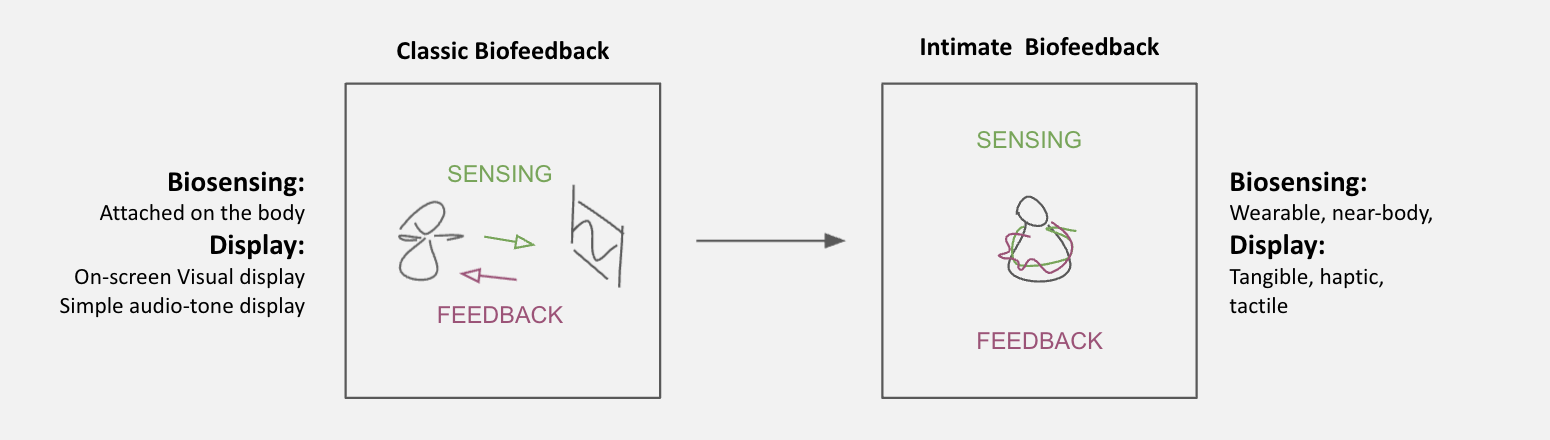 Classic Biofeedback
Intimate Biofeedback
Biosensing:
Attached on the body
Display:
On-screen Visual display
Simple audio-tone display
SENSING
FEEDBACK
SENSING
FEEDBACK
Biosensing:
Wearable, near-body,
Display:
Tangible, haptic,
tactile